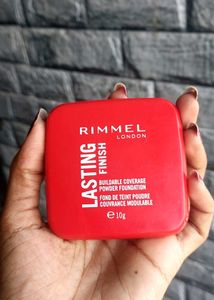 RIMMEL
LONDON
LASTING
FINISH
BUILDABLE COVERAGE
POWDER FOUNDATION
FOND DE TEINT POUDRE
COUVRANCE MODULABLE
℮ 10g